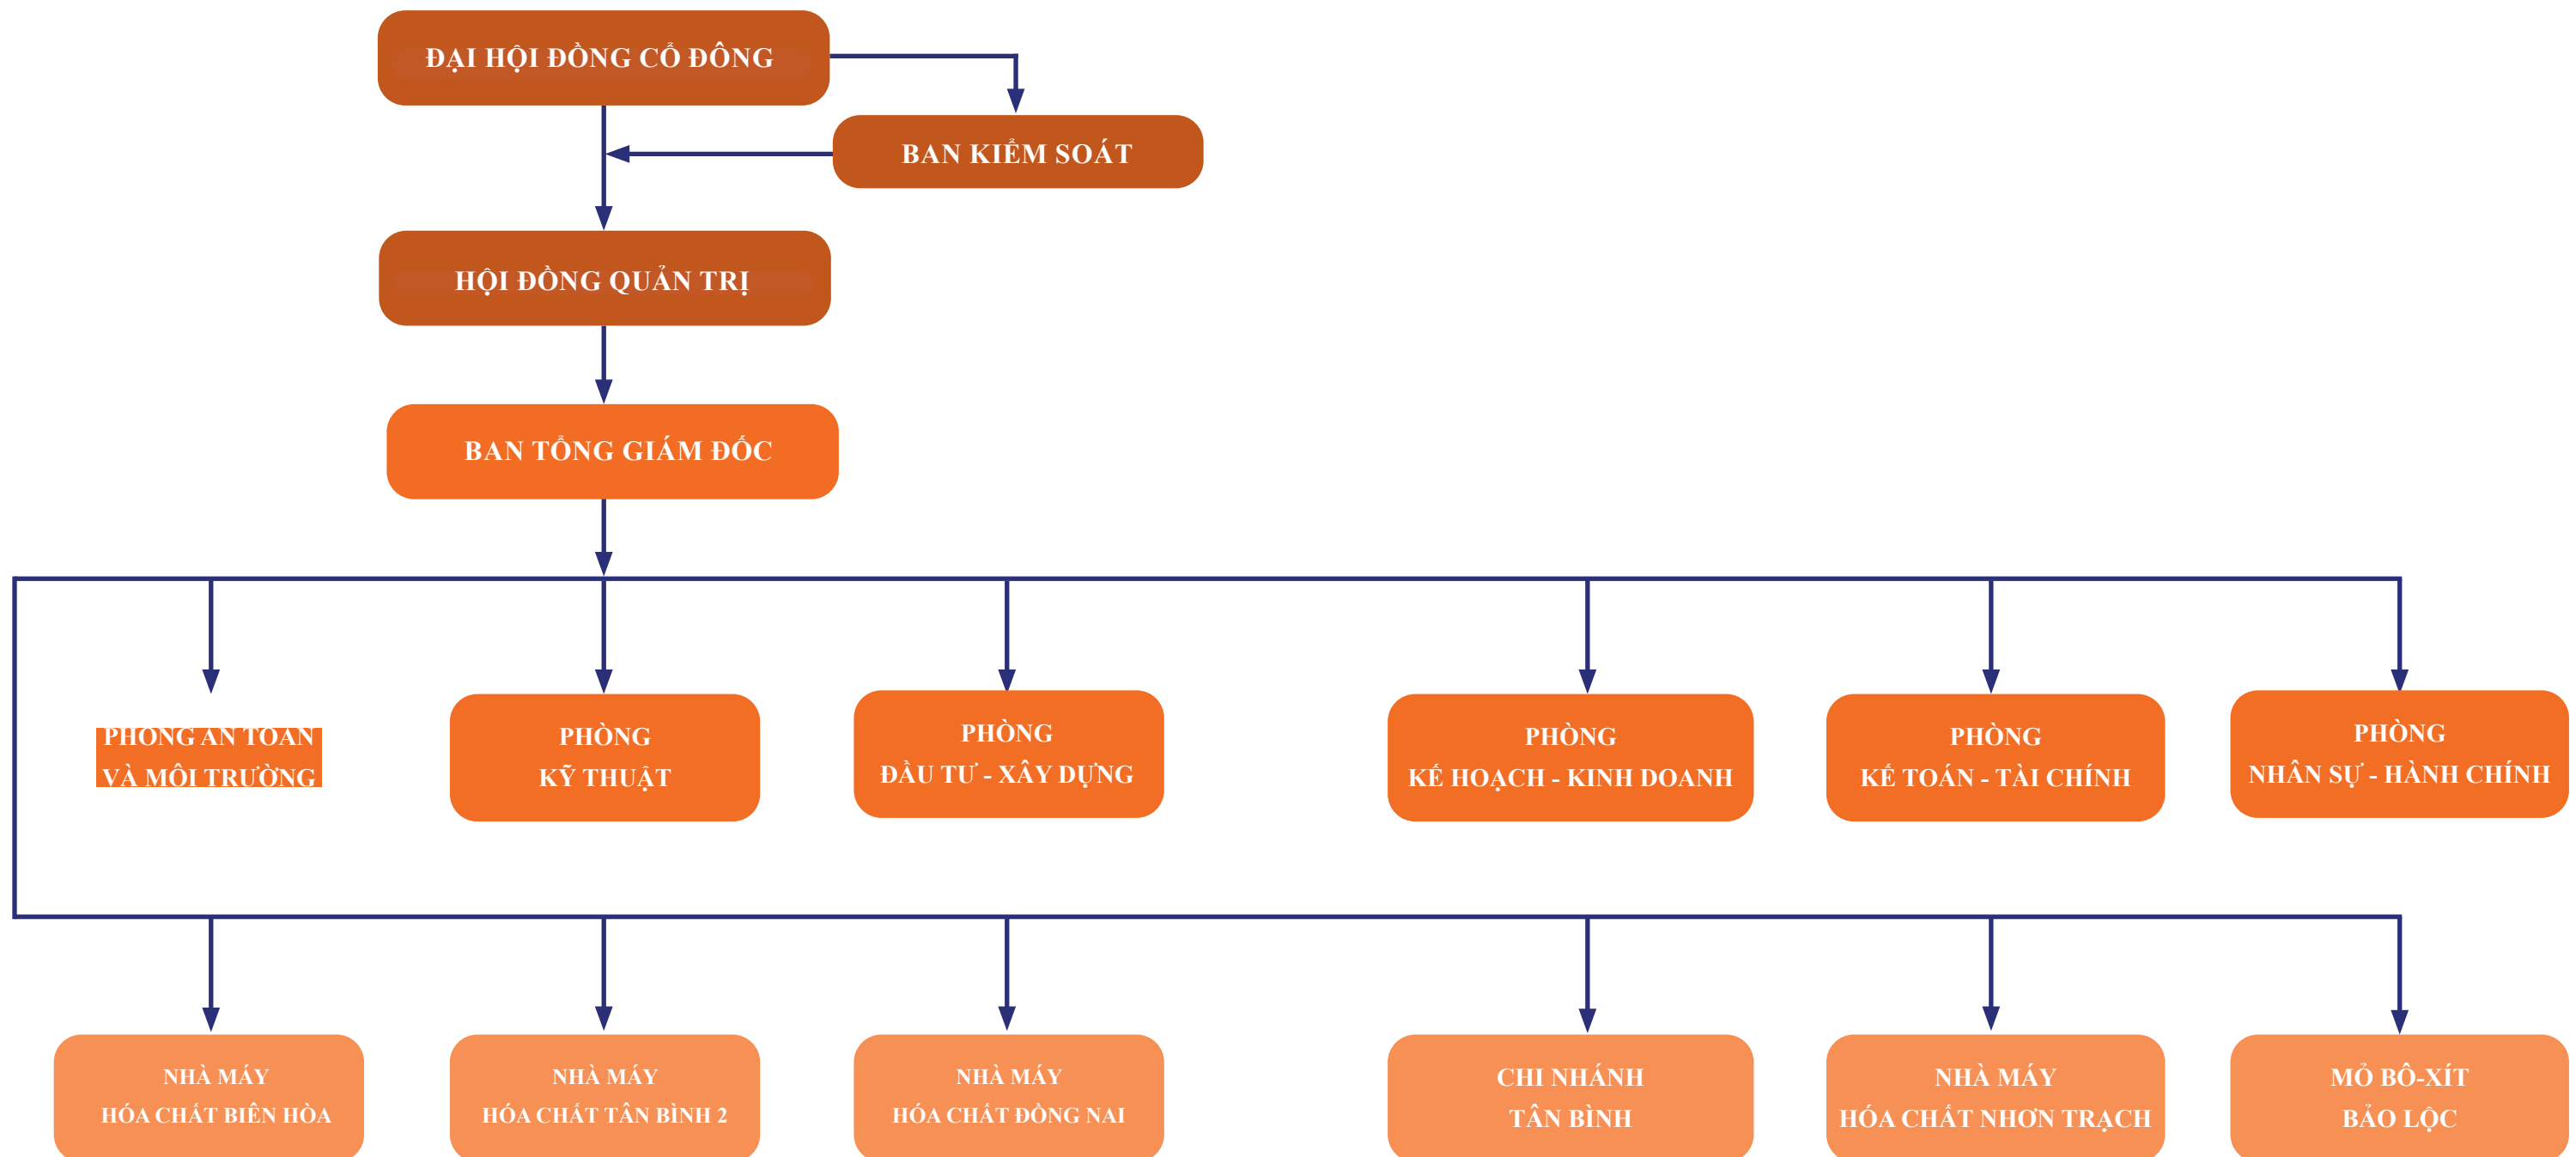 ĐẠI HỘI ĐỒNG CỔ ĐÔNG
BAN KIỂM SOÁT
HỘI ĐỒNG QUẢN TRỊ
BAN TỔNG GIÁM ĐỐC
PHÒNG AN TOÀN
VÀ MÔI TRƯỜNG
PHÒNG
KỸ THUẬT
PHÒNG
ĐẦU TƯ - XÂY DỰNG
PHÒNG
KẾ HOẠCH - KINH DOANH
PHÒNG
KẾ TOÁN - TÀI CHÍNH
PHÒNG
NHÂN SỰ - HÀNH CHÍNH
NHÀ MÁY
HÓA CHẤT BIÊN HÒA
NHÀ MÁY
HÓA CHẤT TÂN BÌNH 2
NHÀ MÁY
HÓA CHẤT ĐỒNG NAI
CHI NHÁNH
TÂN BÌNH
NHÀ MÁY
HÓA CHẤT NHƠN TRẠCH
MỎ BÔ-XÍT
BẢO LỘC